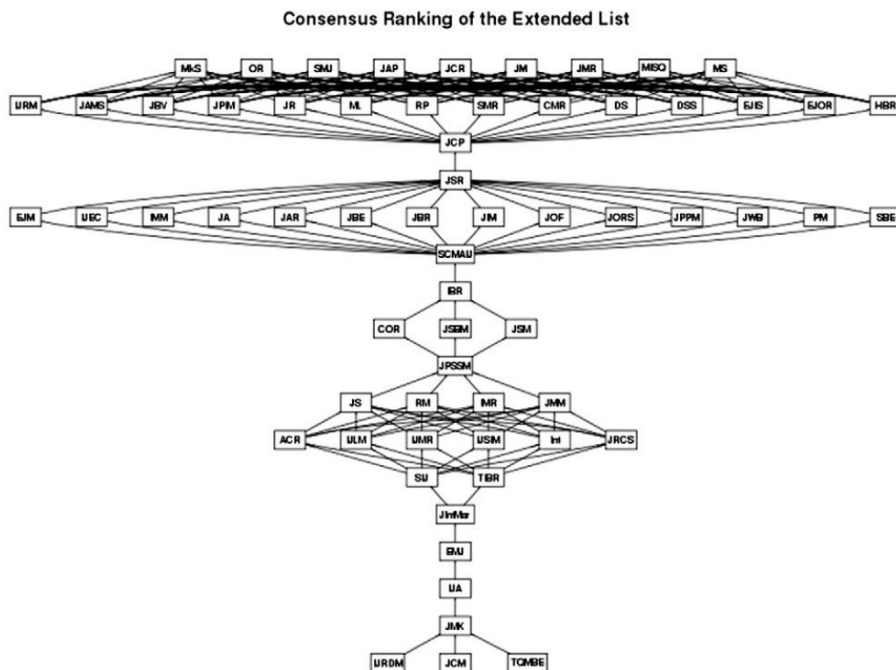 Consensus Ranking of the Extended List
MkS OR SMJ JAP JCR JM JMR MISQ MS
IJRM JAMS JBV JPIM JR ML RP SMR CMR DS DSS EJIS EJOR HBR
JCP
JSR
EJM IJEC IMM JA JAR JBE JBR JIM JOF JORS JPPM JWB PM SBE
SCMAIJ
IBR
COR JSBM JSM
JPSSM
JS RM IMR JMM
ACR IJLM IJMR IJSIM Int JRCS
SIJ TIBR
JIntMar
EMJ
IJA
JMK
IJRDM JCM TQMBE